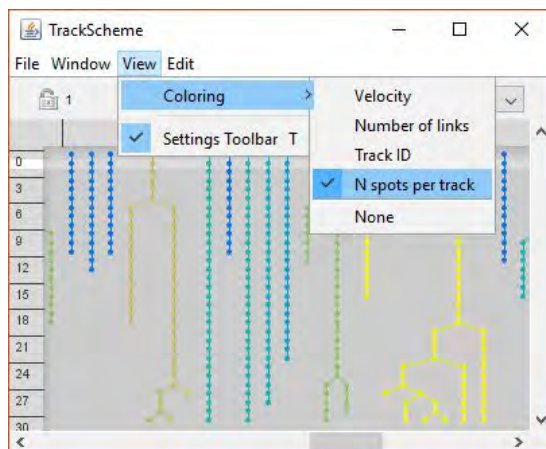 TrackScheme
File Window View Edit
1
Coloring
Settings Toolbar T
Velocity
Number of links
Track ID
N spots per track
None
0
3
6
9
12
15
18
21
24
27
30